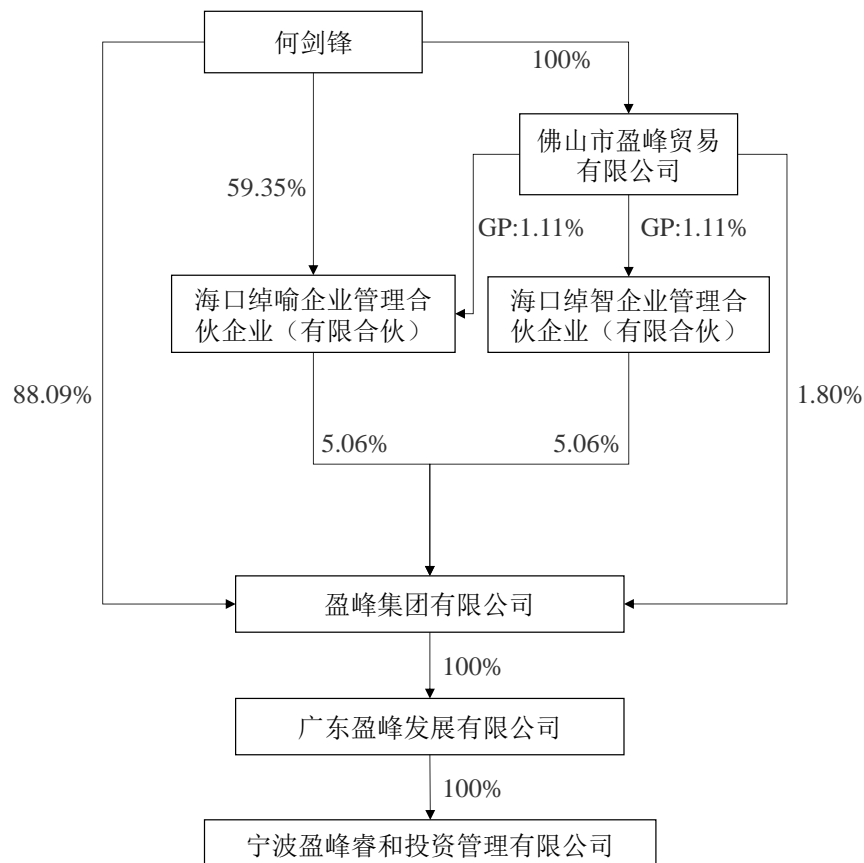 何剑锋
100%
佛山市盈峰贸易
有限公司
59.35%
GP:1.11%
GP:1.11%
海口绰喻企业管理合
伙企业（有限合伙）
海口绰智企业管理合
伙企业（有限合伙）
88.09%
1.80%
5.06%
5.06%
盈峰集团有限公司
100%
广东盈峰发展有限公司
100%
宁波盈峰睿和投资管理有限公司